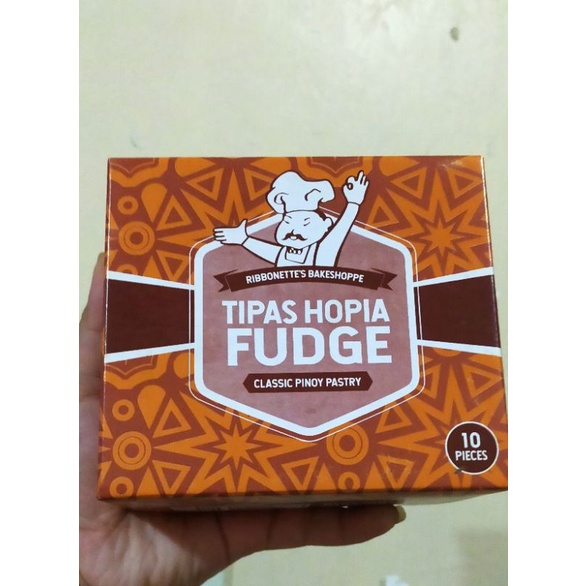 RIBBONETTE'S BAKESHOPPE
TIPAS HOPIA
FUDGE
CLASSIC PINOY PASTRY
10
PIECES